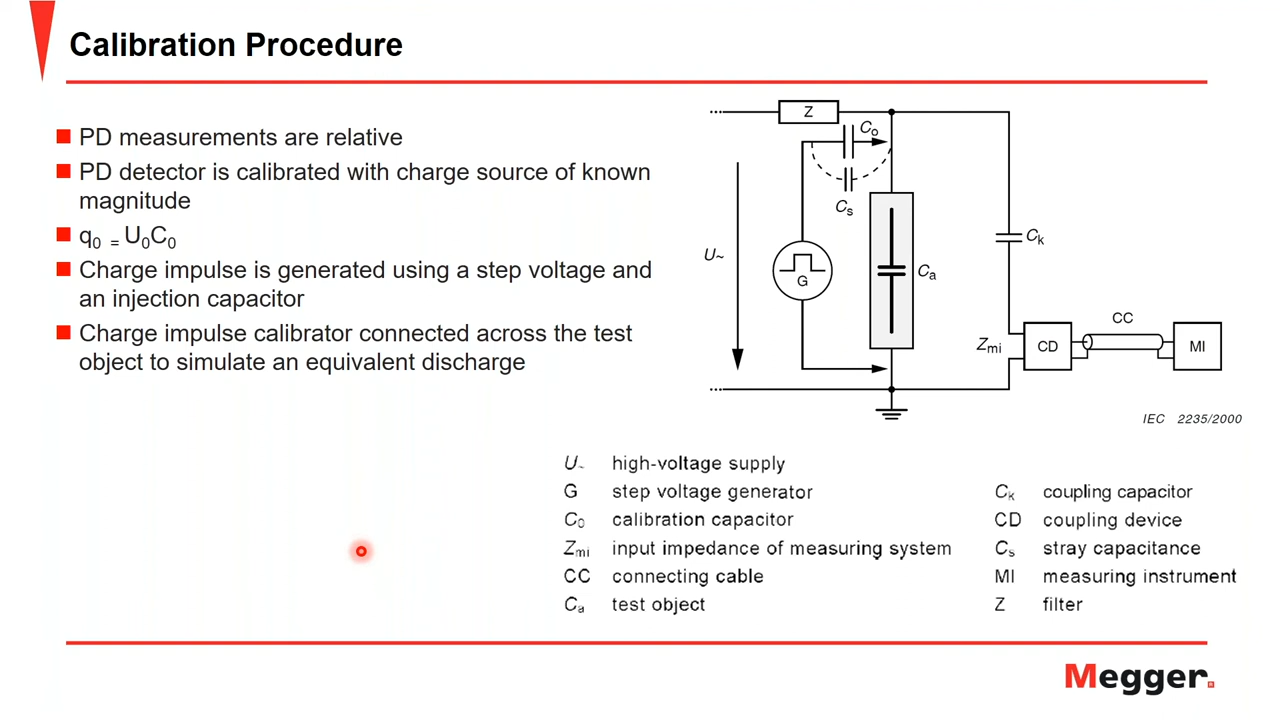 Calibration Procedure
PD measurements are relative
PD detector is calibrated with charge source of known
magnitude
q0 = U0C0
Charge impulse is generated using a step voltage and
an injection capacitor
Charge impulse calibrator connected across the test
object to simulate an equivalent discharge
Z
Co
Cs
U~
G
Ca
Ck
Zmi
CD
CC
MI
IEC 2235/2000
U~ high-voltage supply
G step voltage generator
C0 calibration capacitor
Zmi input impedance of measuring system
CC connecting cable
Ca test object
Ck coupling capacitor
CD coupling device
Cs stray capacitance
MI measuring instrument
Z filter
Megger.